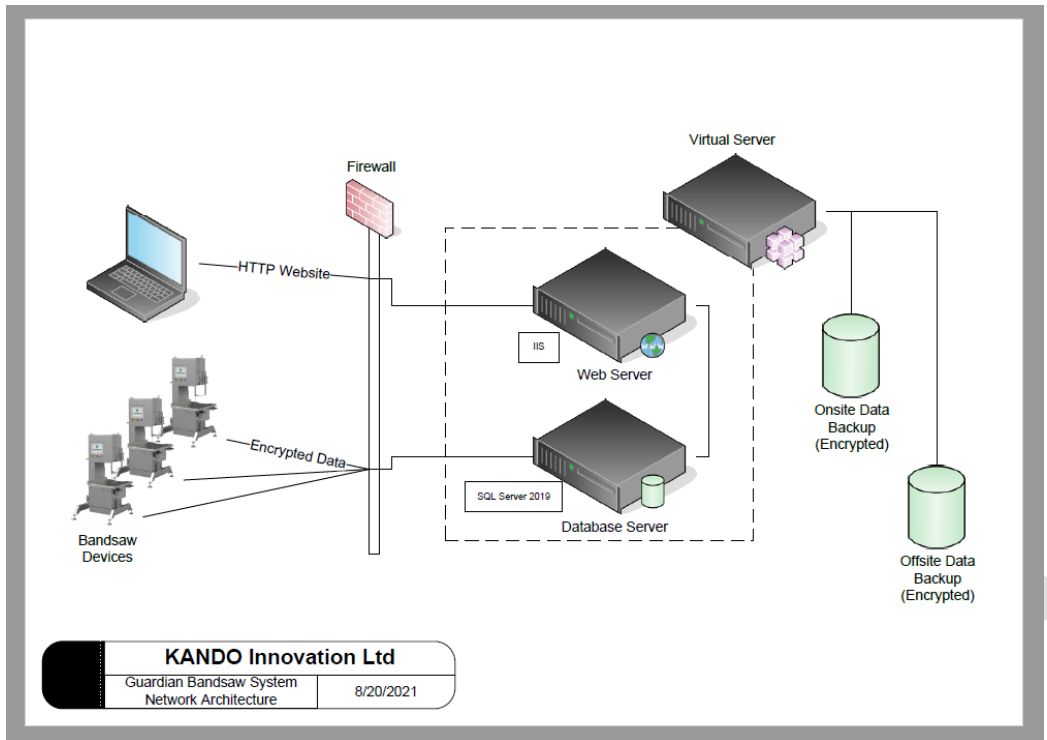 Virtual Server
Firewall
HTTP Website
IIS
Web Server
Encrypted Data
SQL Server 2019
Database Server
Bandsaw
Devices
Onsite Data
Backup
(Encrypted)
Offsite Data
Backup
(Encrypted)
KANDO Innovation Ltd
Guardian Bandsaw System
Network Architecture
8/20/2021